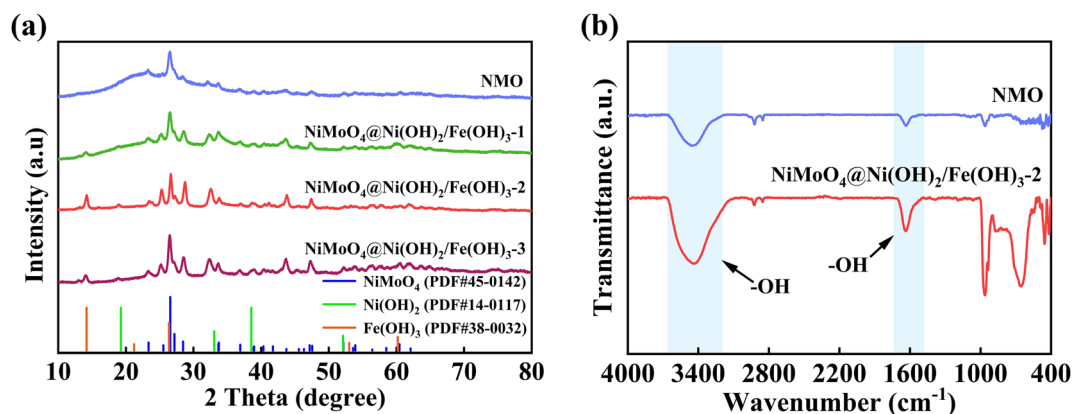 (a)
Intensity (a.u)
NMO
NiMoO₄@Ni(OH)₂/Fe(OH)₃-1
NiMoO₄@Ni(OH)₂/Fe(OH)₃-2
NiMoO₄@Ni(OH)₂/Fe(OH)₃-3
NiMoO₄ (PDF#45-0142)
Ni(OH)₂ (PDF#14-0117)
Fe(OH)₃ (PDF#38-0032)
10 20 30 40 50 60 70 80
2 Theta (degree)
(b)
Transmittance (a.u.)
NMO
NiMoO₄@Ni(OH)₂/Fe(OH)₃-2
-OH
-OH
4000 3400 2800 2200 1600 1000 400
Wavenumber (cm⁻¹)